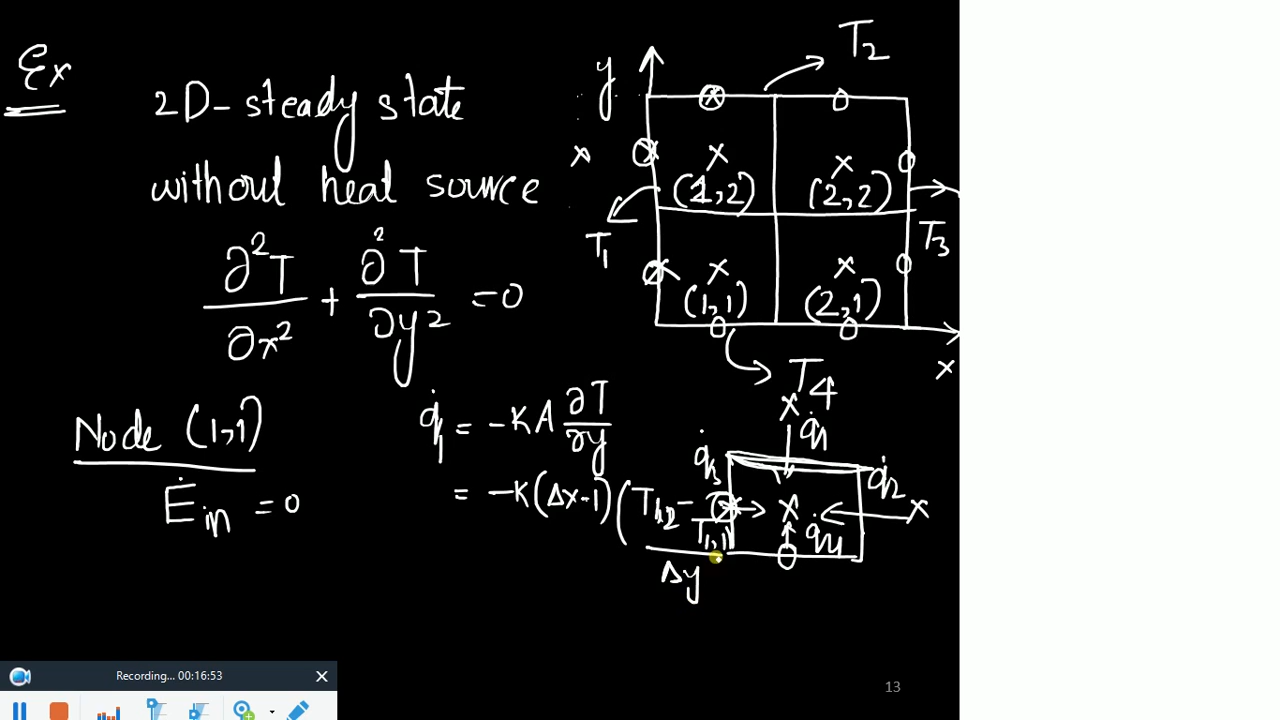 Ex
2D-steady state
without heat source
∂²T/∂x² + ∂²T/∂y² =0
y
T2
x
(1,2)
(2,2)
T1
T3
(1,1)
(2,1)
x
T4
Node (1,1)
Ėin =0
q̇1 = -KA ∂T/∂y
= -K(Δx·1)(T1,2 - T1,1)/Δy
x
q̇1
q̇3
q̇2
x
x
q̇4
Recording... 00:16:53
13